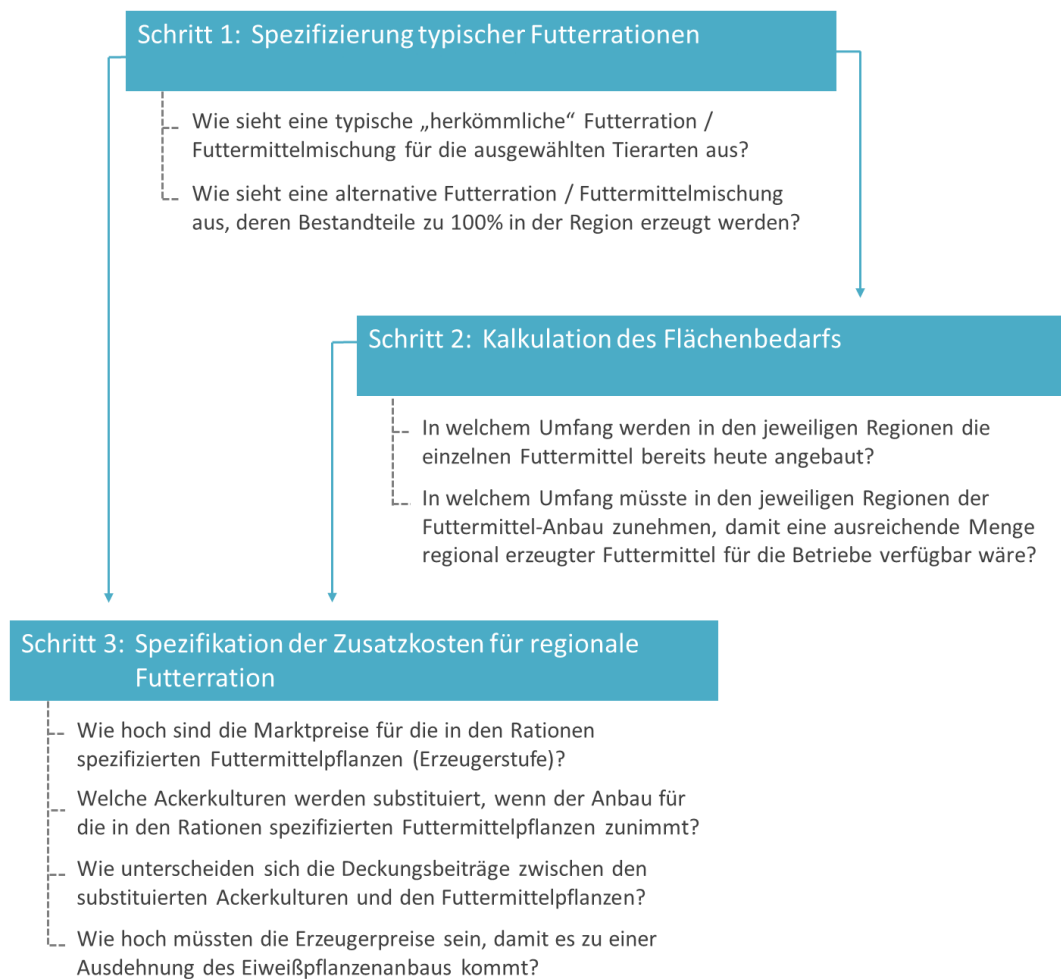 Schritt 1: Spezifizierung typischer Futterrationen
Wie sieht eine typische „herkömmliche“ Futterration /
Futtermittelmischung für die ausgewählten Tierarten aus?
Wie sieht eine alternative Futterration / Futtermittelmischung
aus, deren Bestandteile zu 100% in der Region erzeugt werden?
Schritt 2: Kalkulation des Flächenbedarfs
In welchem Umfang werden in den jeweiligen Regionen die
einzelnen Futtermittel bereits heute angebaut?
In welchem Umfang müsste in den jeweiligen Regionen der
Futtermittel-Anbau zunehmen, damit eine ausreichende Menge
regional erzeugter Futtermittel für die Betriebe verfügbar wäre?
Schritt 3: Spezifikation der Zusatzkosten für regionale
Futterration
Wie hoch sind die Marktpreise für die in den Rationen
spezifizierten Futtermittelpflanzen (Erzeugerstufe)?
Welche Ackerkulturen werden substituiert, wenn der Anbau für
die in den Rationen spezifizierten Futtermittelpflanzen zunimmt?
Wie unterscheiden sich die Deckungsbeiträge zwischen den
substituierten Ackerkulturen und den Futtermittelpflanzen?
Wie hoch müssten die Erzeugerpreise sein, damit es zu einer
Ausdehnung des Eiweißpflanzenanbaus kommt?